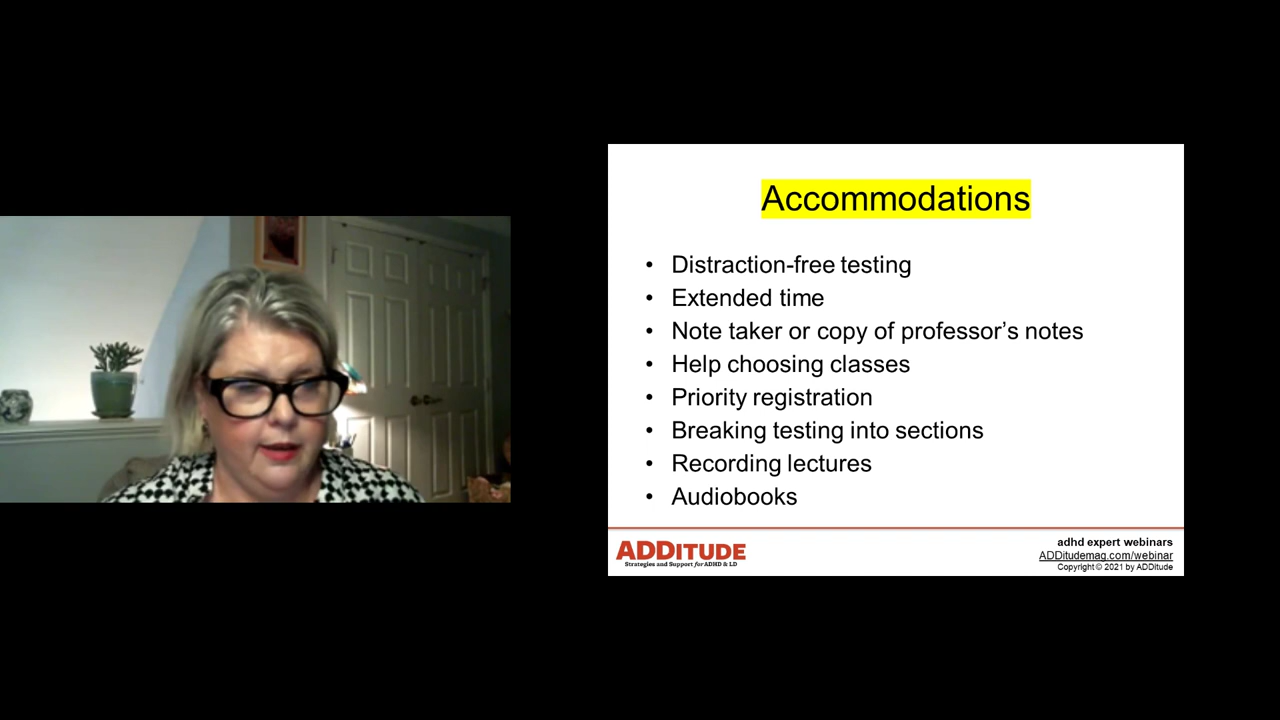 Accommodations
• Distraction-free testing
• Extended time
• Note taker or copy of professor’s notes
• Help choosing classes
• Priority registration
• Breaking testing into sections
• Recording lectures
• Audiobooks
ADDITUDE
Strategies and Support for ADHD & LD
adhd expert webinars
ADDitudemag.com/webinar
Copyright © 2021 by ADDitude